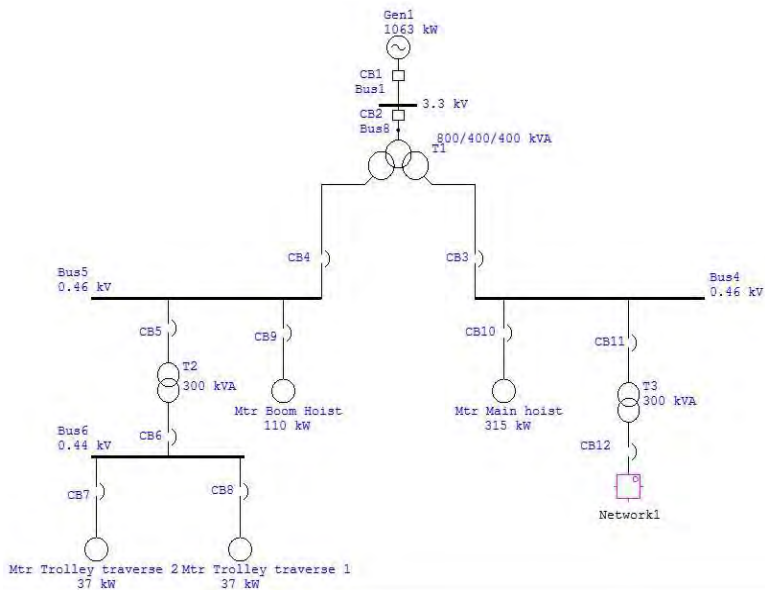 Gen1
1063 kW
CB1
Bus1
3.3 kV
CB2
Bus8
800/400/400 kVA
T1
CB4
CB3
Bus5
0.46 kV
Bus4
0.46 kV
CB5
CB9
CB10
CB11
T2
300 kVA
T3
300 kVA
Mtr Boom Hoist
110 kW
Mtr Main hoist
315 kW
Bus6
0.44 kV
CB6
CB12
CB7
CB8
Network1
Mtr Trolley traverse 2
37 kW
Mtr Trolley traverse 1
37 kW